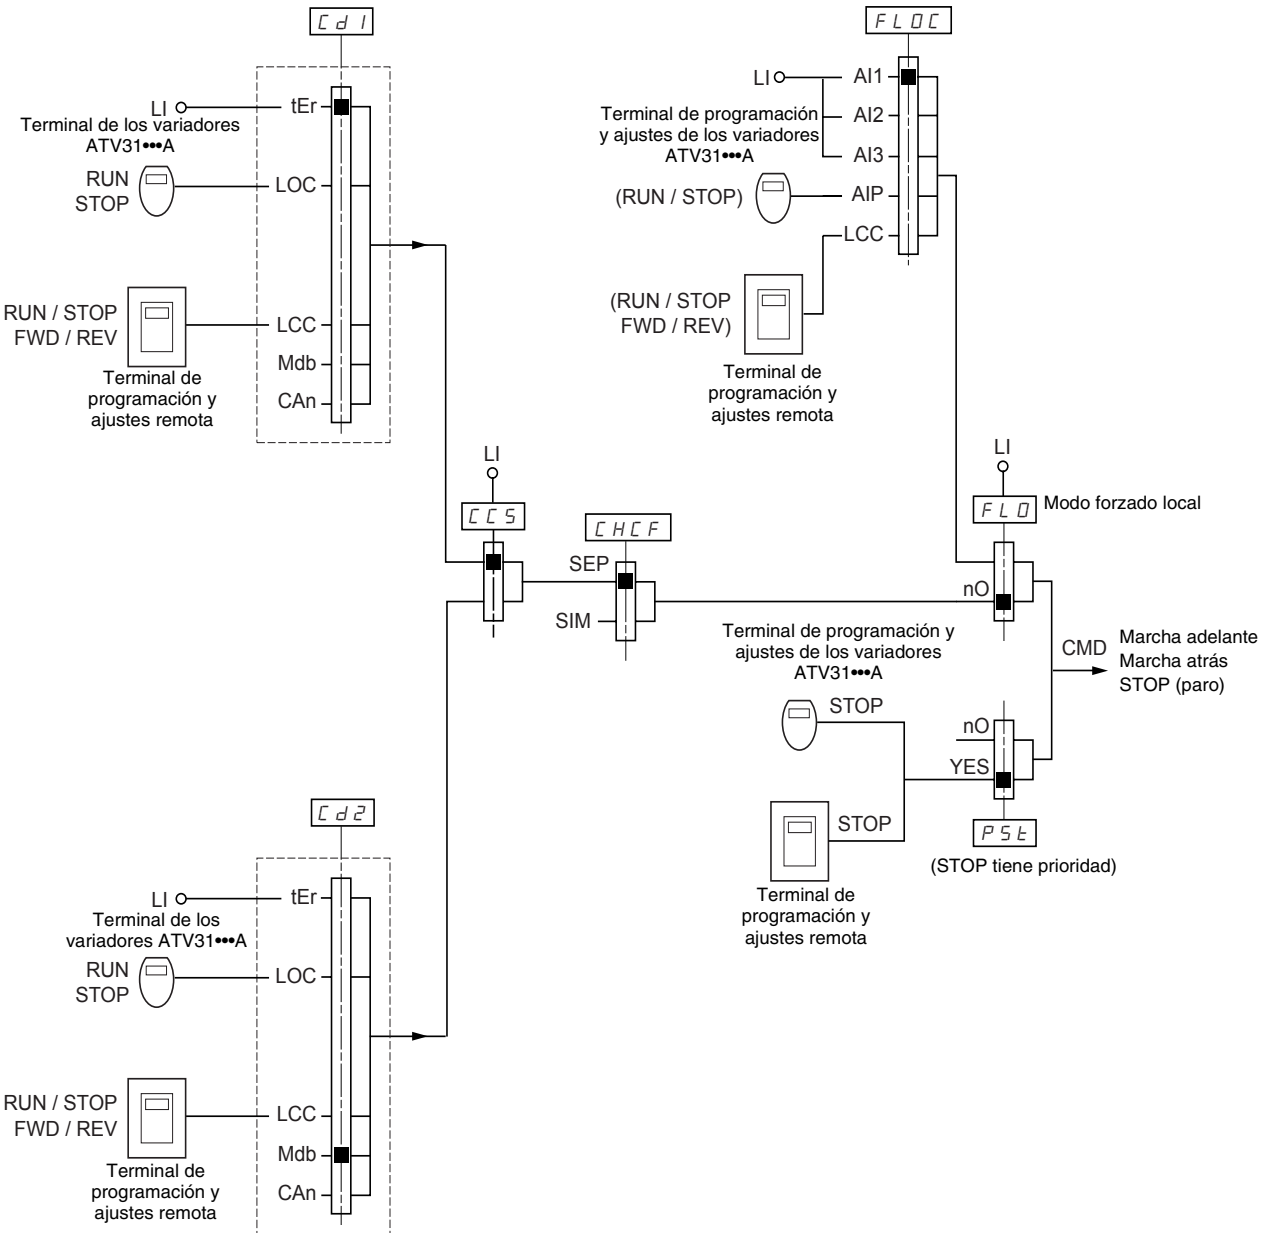 Cd1
LI
tEr
Terminal de los variadores
ATV31•••A
RUN
STOP
LOC
RUN / STOP
FWD / REV
LCC
Mdb
CAn
Terminal de
programación y
ajustes remota
FLOC
LI
AI1
AI2
AI3
AIP
LCC
Terminal de programación
y ajustes de los variadores
ATV31•••A
(RUN / STOP)
(RUN / STOP
FWD / REV)
Terminal de
programación y
ajustes remota
LI
CCS
CHCF
SEP
SIM
LI
FLO
Modo forzado local
nO
CMD
Marcha adelante
Marcha atrás
STOP (paro)
Terminal de programación y
ajustes de los variadores
ATV31•••A
STOP
nO
YES
STOP
PSt
(STOP tiene prioridad)
Terminal de
programación y
ajustes remota
Cd2
LI
tEr
Terminal de los
variadores ATV31•••A
RUN
STOP
LOC
RUN / STOP
FWD / REV
LCC
Mdb
CAn
Terminal de
programación y
ajustes remota